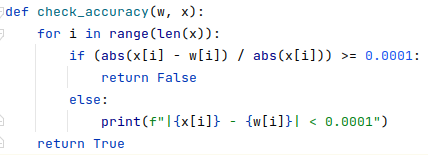 def check_accuracy(w, x):
    for i in range(len(x)):
        if (abs(x[i] - w[i]) / abs(x[i])) >= 0.0001:
            return False
        else:
            print(f"|{x[i]} - {w[i]}| < 0.0001")
    return True